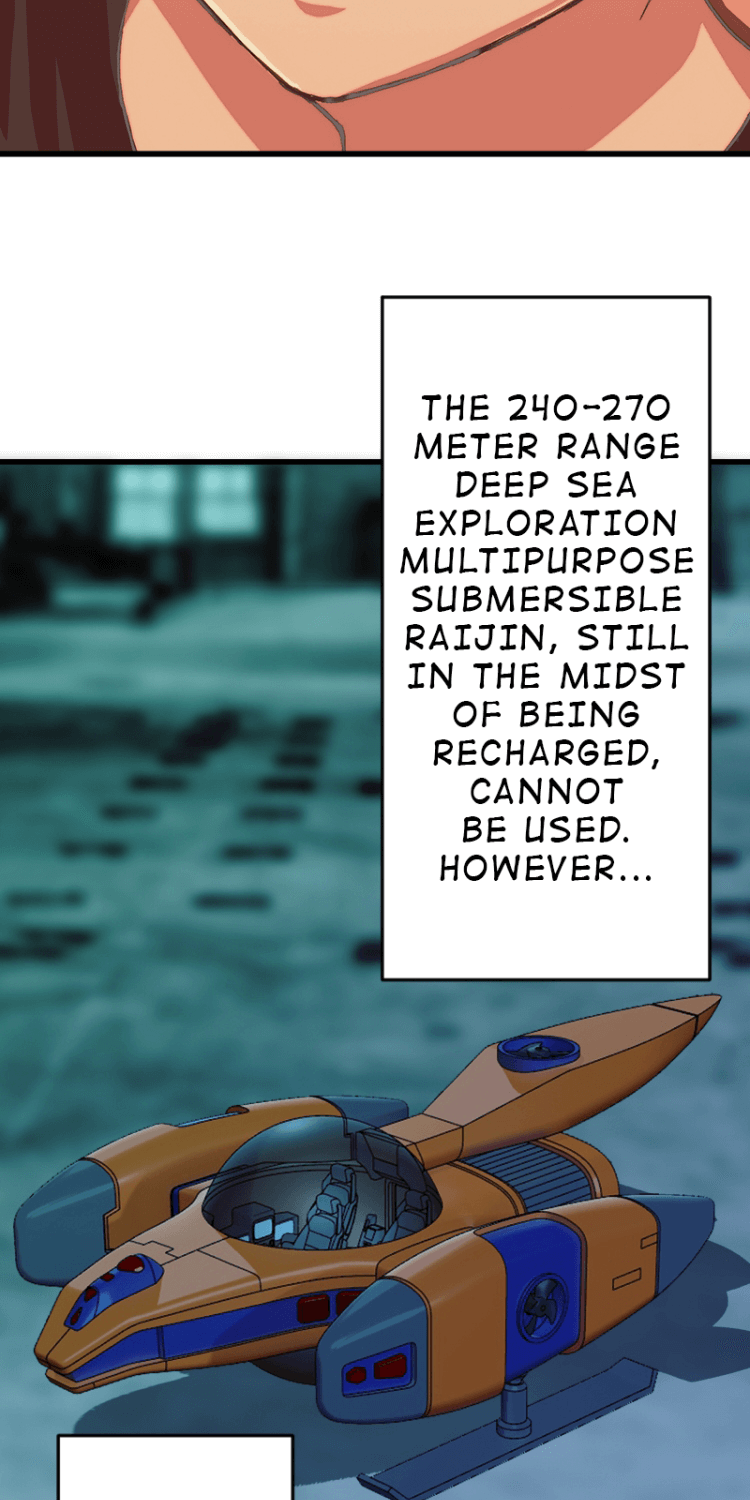 THE 240-270
METER RANGE
DEEP SEA
EXPLORATION
MULTIPURPOSE
SUBMERSIBLE
RAIJIN, STILL
IN THE MIDST
OF BEING
RECHARGED,
CANNOT
BE USED.
HOWEVER...